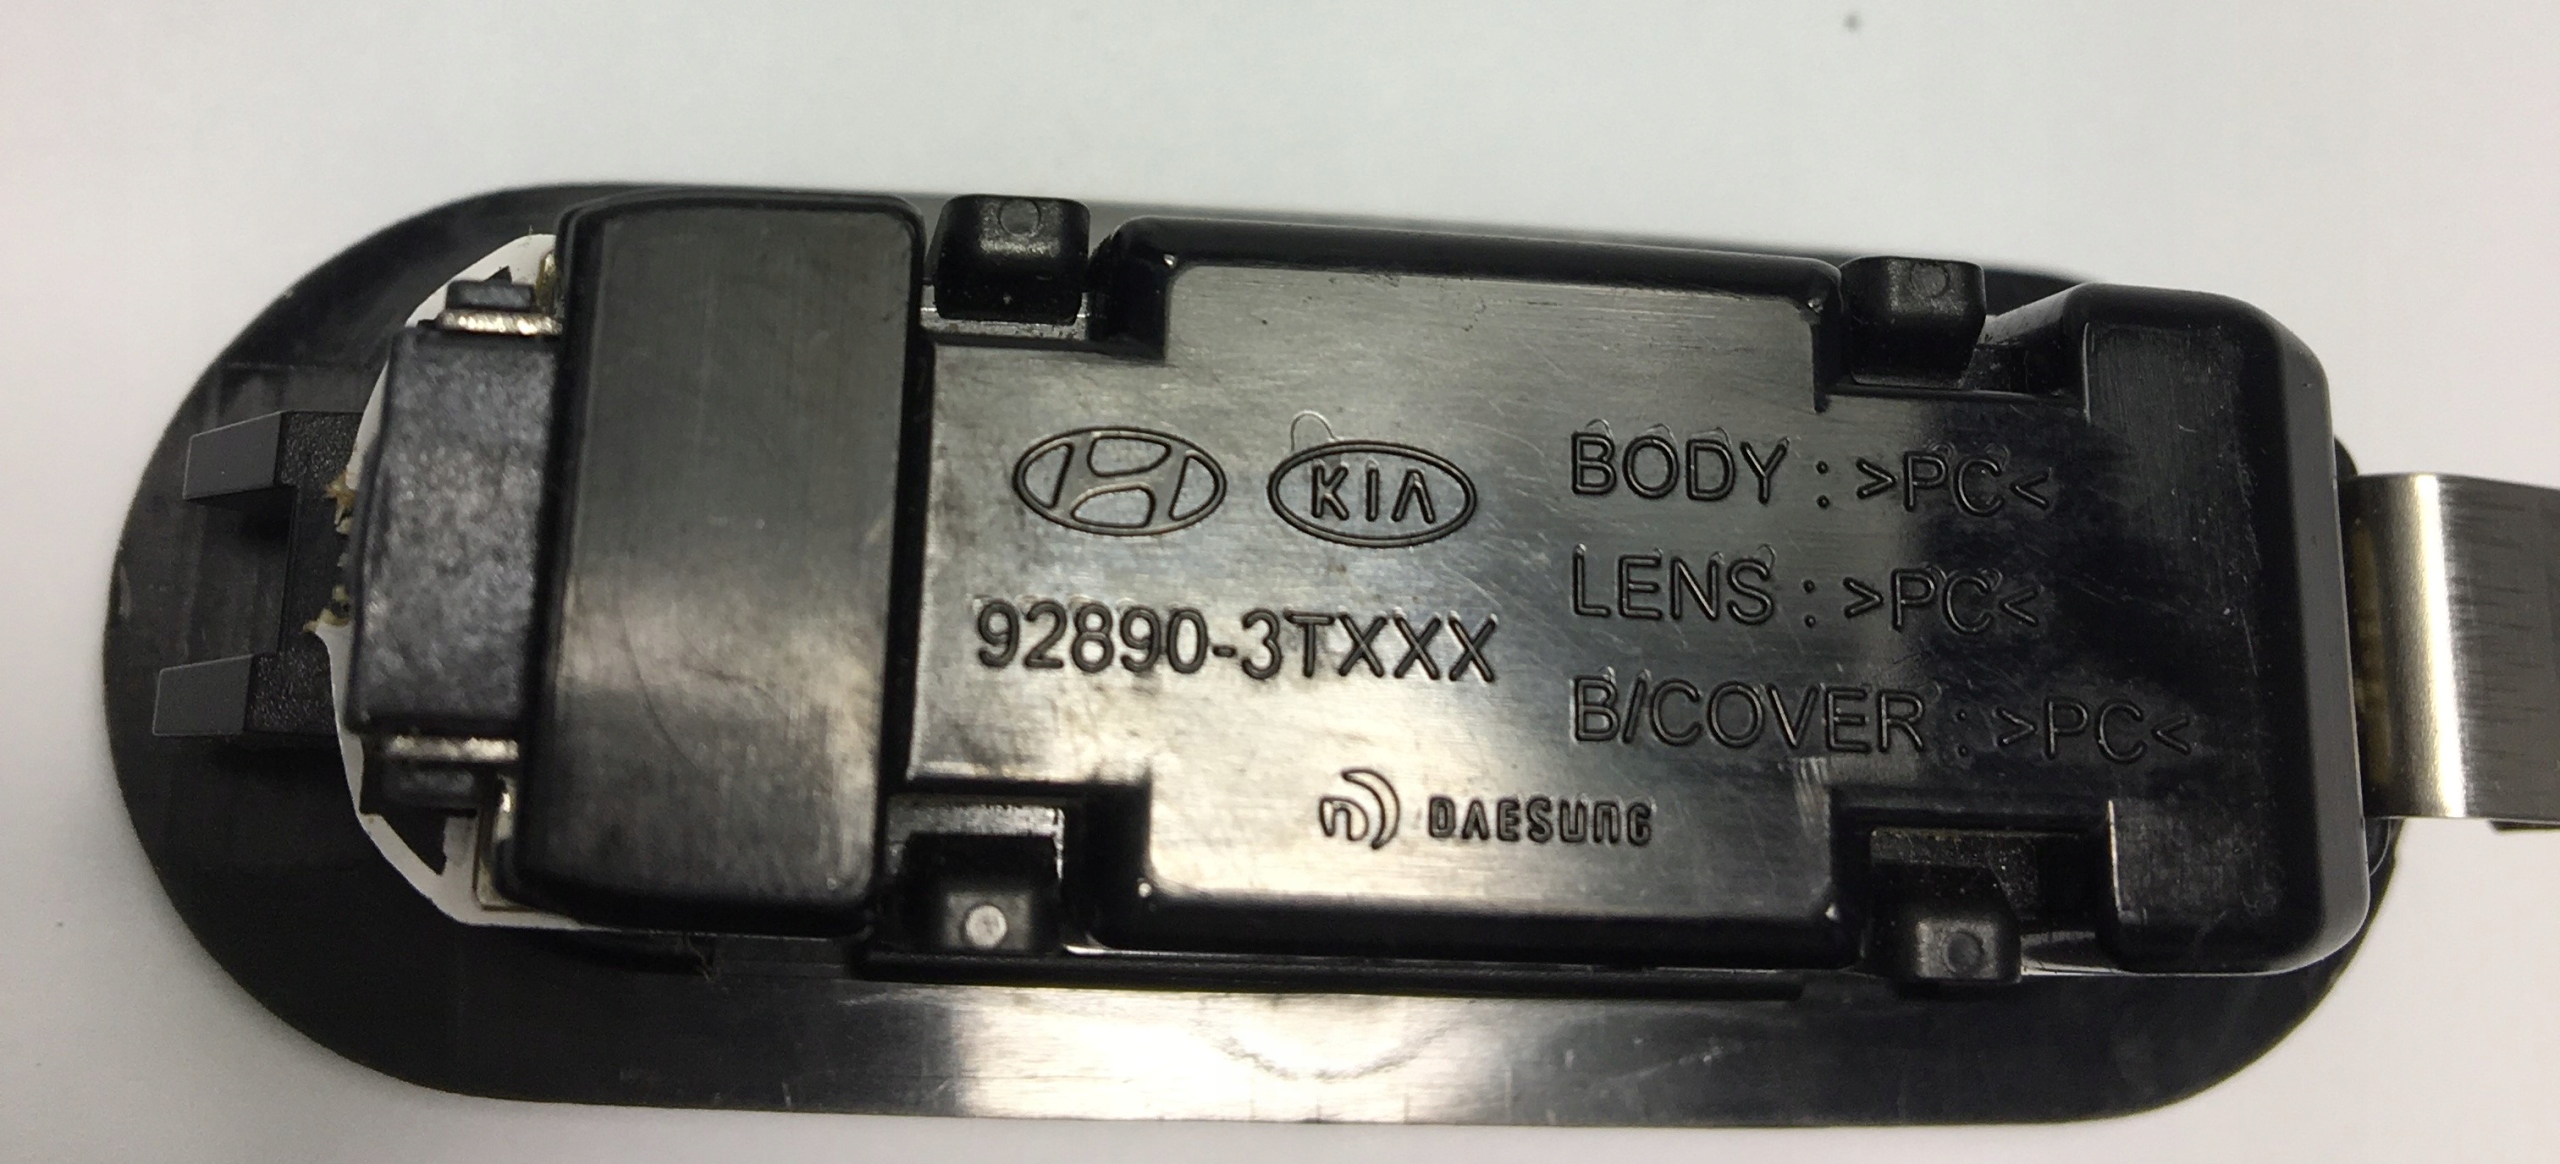 KIA
92890-3TXXX
BODY : >PC<
LENS : >PC<
B/COVER : >PC<
DAESUNG